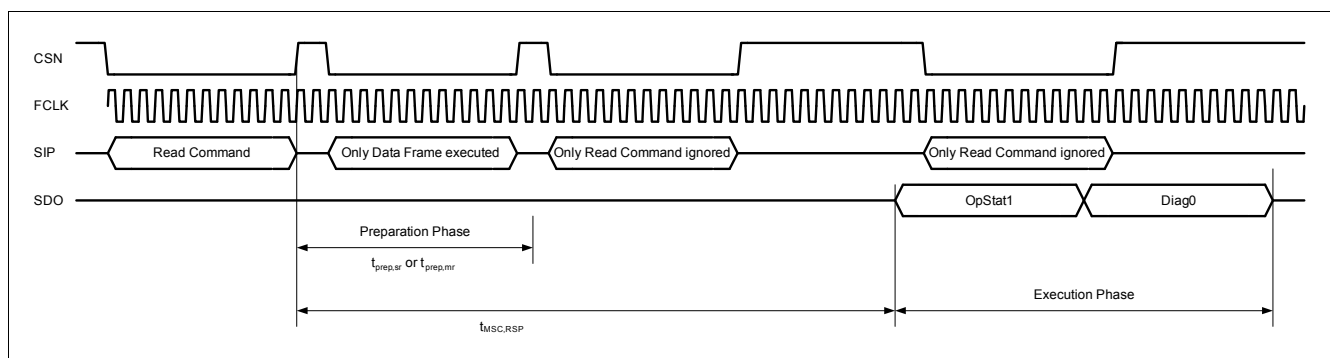 CSN
FCLK
SIP
Read Command
Only Data Frame executed
Only Read Command ignored
Only Read Command ignored
SDO
OpStat1
Diag0
Preparation Phase
tprep,sr or tprep,mr
Execution Phase
tMSC,RSP